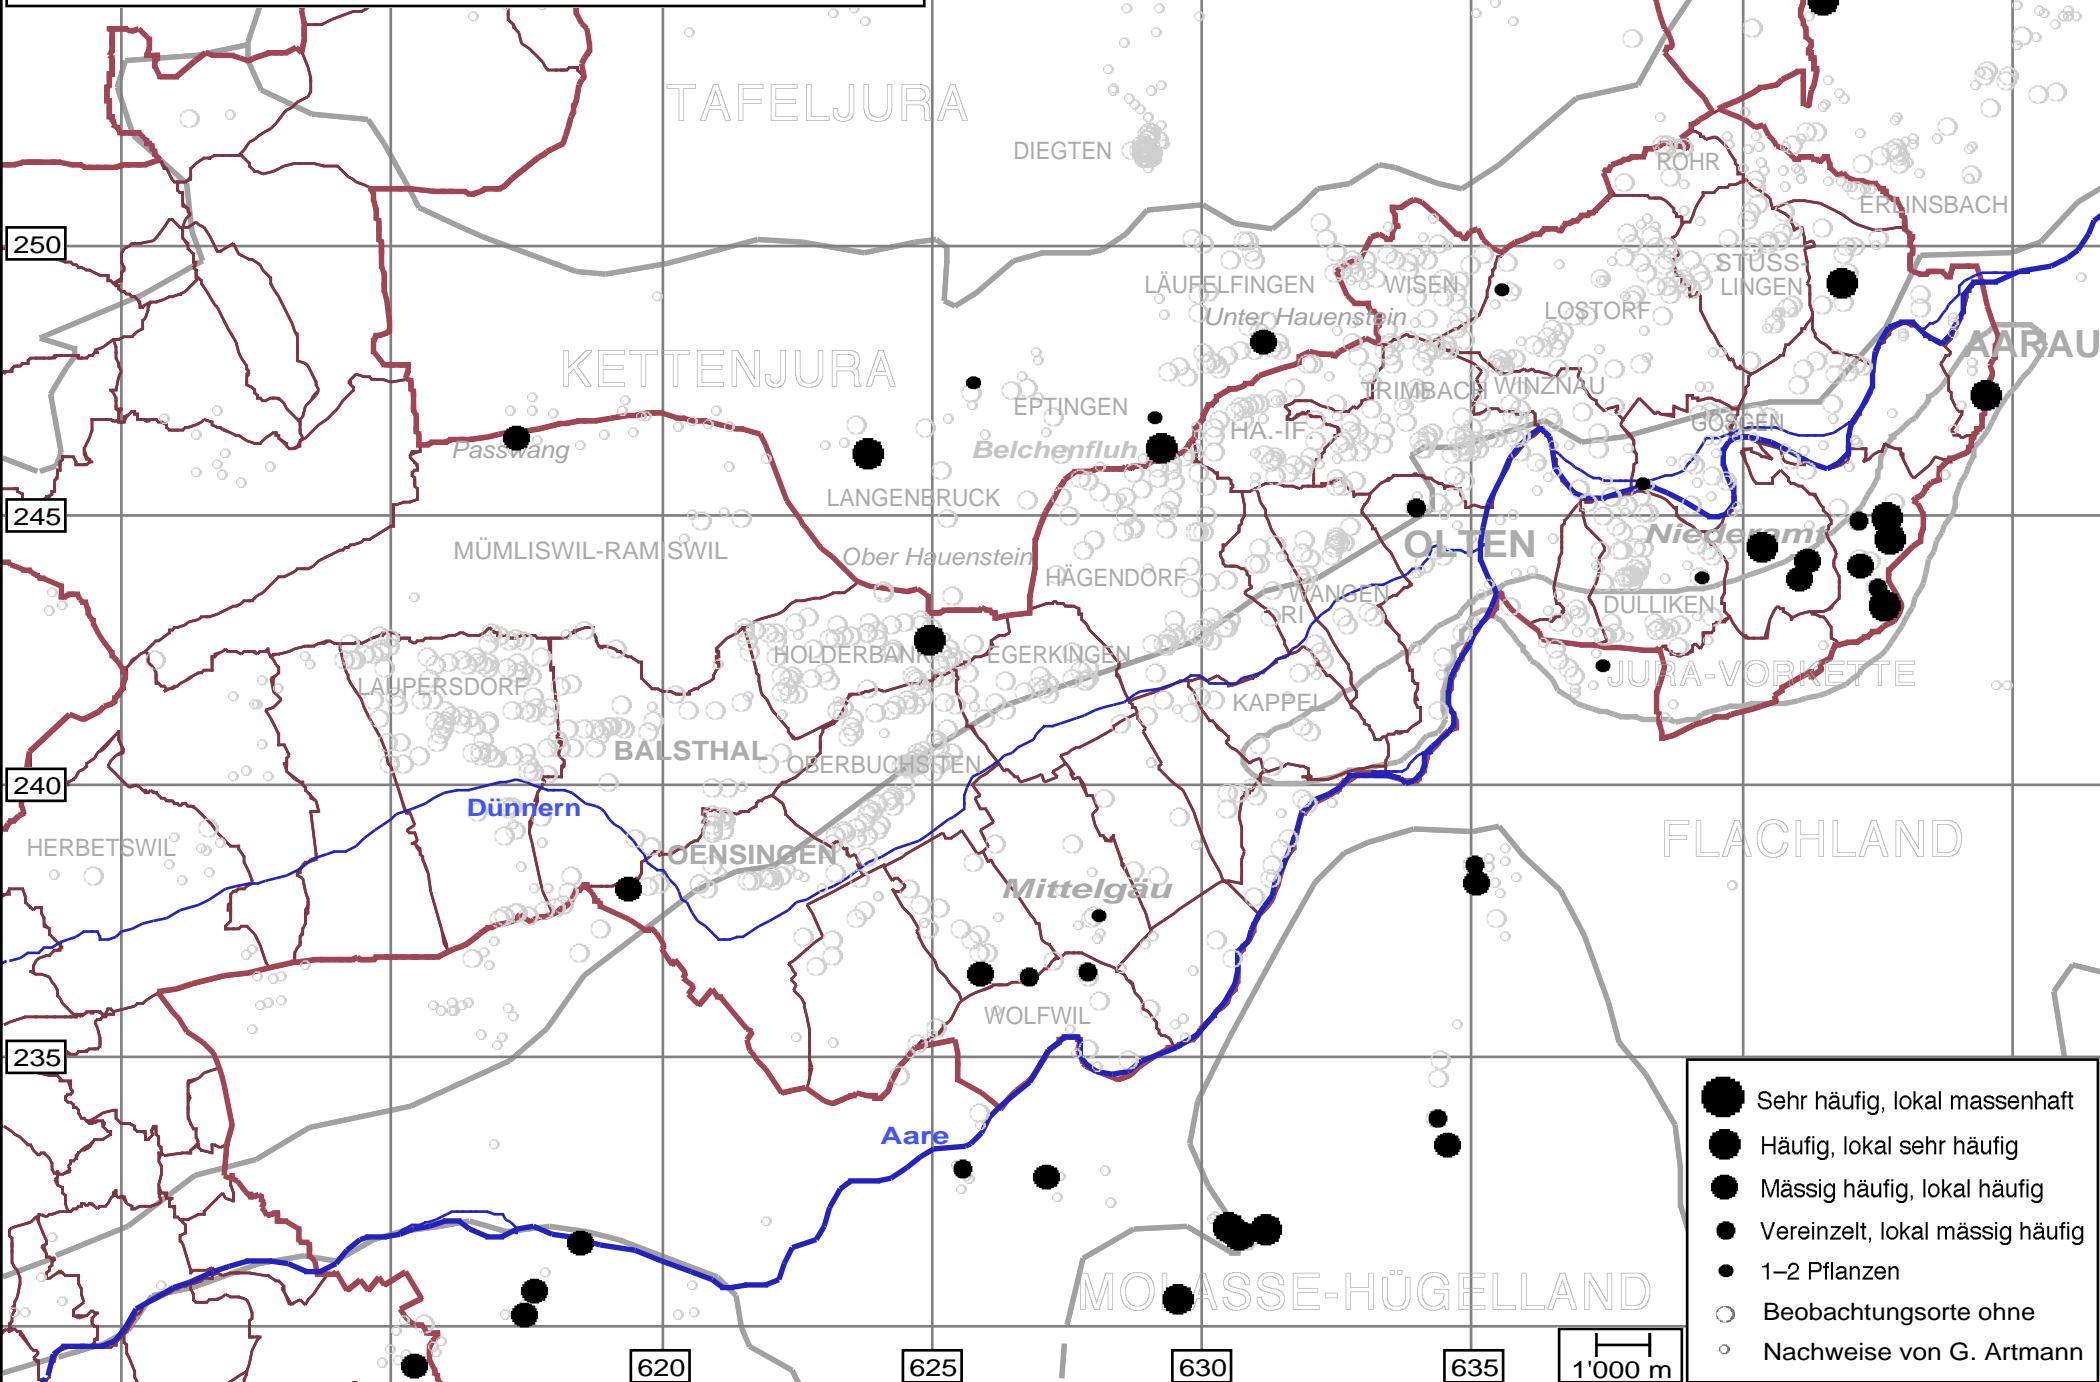 TAFELJURA
DIEGTEN
ROHR
ERLINSBACH
250
LÄUFELFINGEN
WISEN
STÜSS-
LINGEN
Unter Hauenstein
LOSTORF
AARAU
KETTENJURA
EPTINGEN
TRIMBACH
WINZNAU
GÖSGEN
HA.-IF.
Passwang
Belchenfluh
LANGENBRUCK
245
MÜMLISWIL-RAMISWIL
Ober Hauenstein
OLTEN
Niederamt
HÄGENDORF
WANGEN
RI
DULLIKEN
HOLDERBANK
EGERKINGEN
JURA-VORKETTE
LAUPERSDORF
KAPPEL
BALSTHAL
OBERBUCHSITEN
240
Dünnern
HERBETSWIL
OENSINGEN
FLACHLAND
Mittelgäu
WOLFWIL
235
Aare
MOLASSE-HÜGELLAND
Sehr häufig, lokal massenhaft
Häufig, lokal sehr häufig
Mässig häufig, lokal häufig
Vereinzelt, lokal mässig häufig
1–2 Pflanzen
Beobachtungsorte ohne
Nachweise von G. Artmann
620
625
630
635
1'000 m